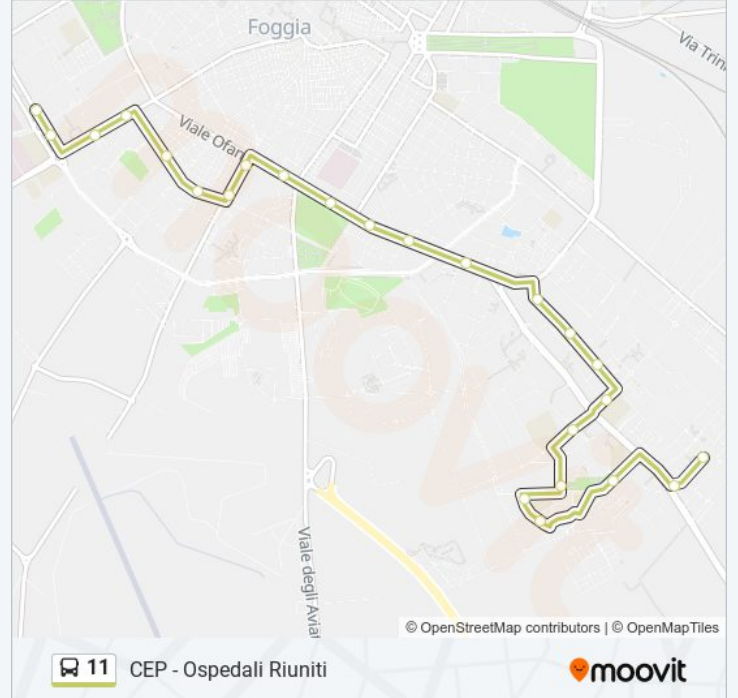 Foggia
Via Trin
Viale Ofan
Viale degli Aviat
© OpenStreetMap contributors | © OpenMapTiles
11 CEP - Ospedali Riuniti
moovit